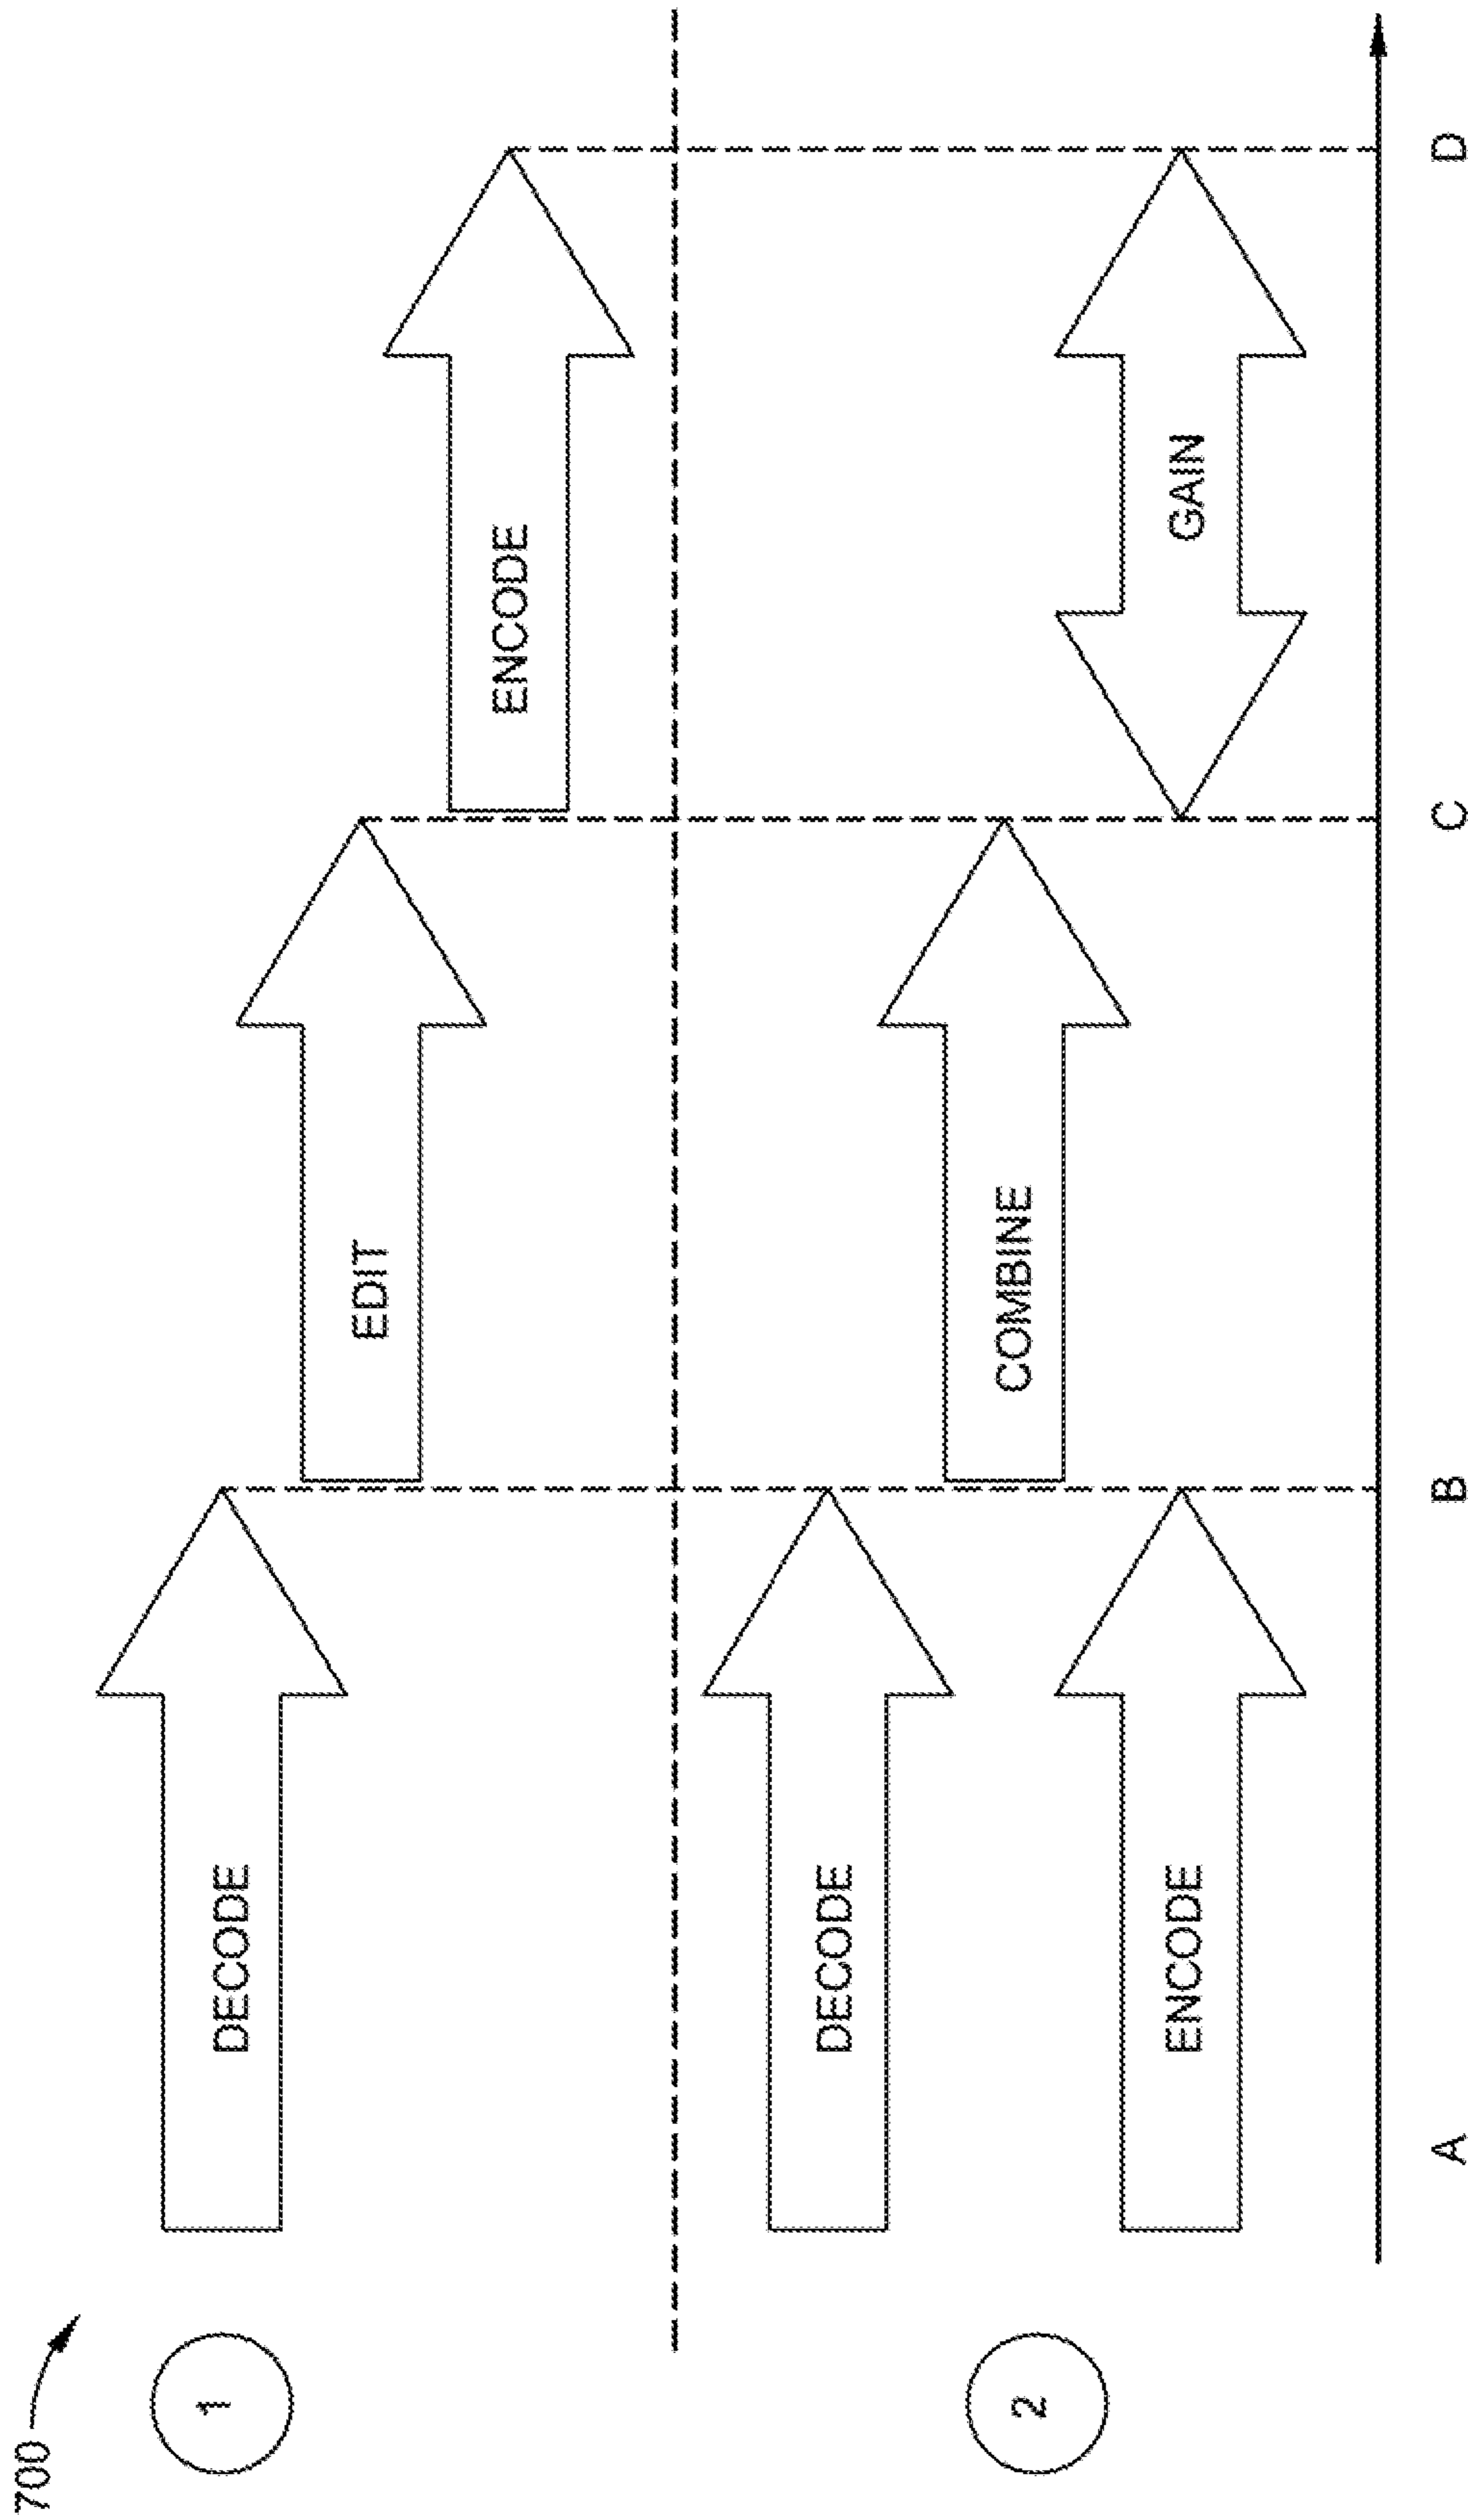 700
1
DECODE
EDIT
ENCODE
2
DECODE
COMBINE
ENCODE
GAIN
A
B
C
D